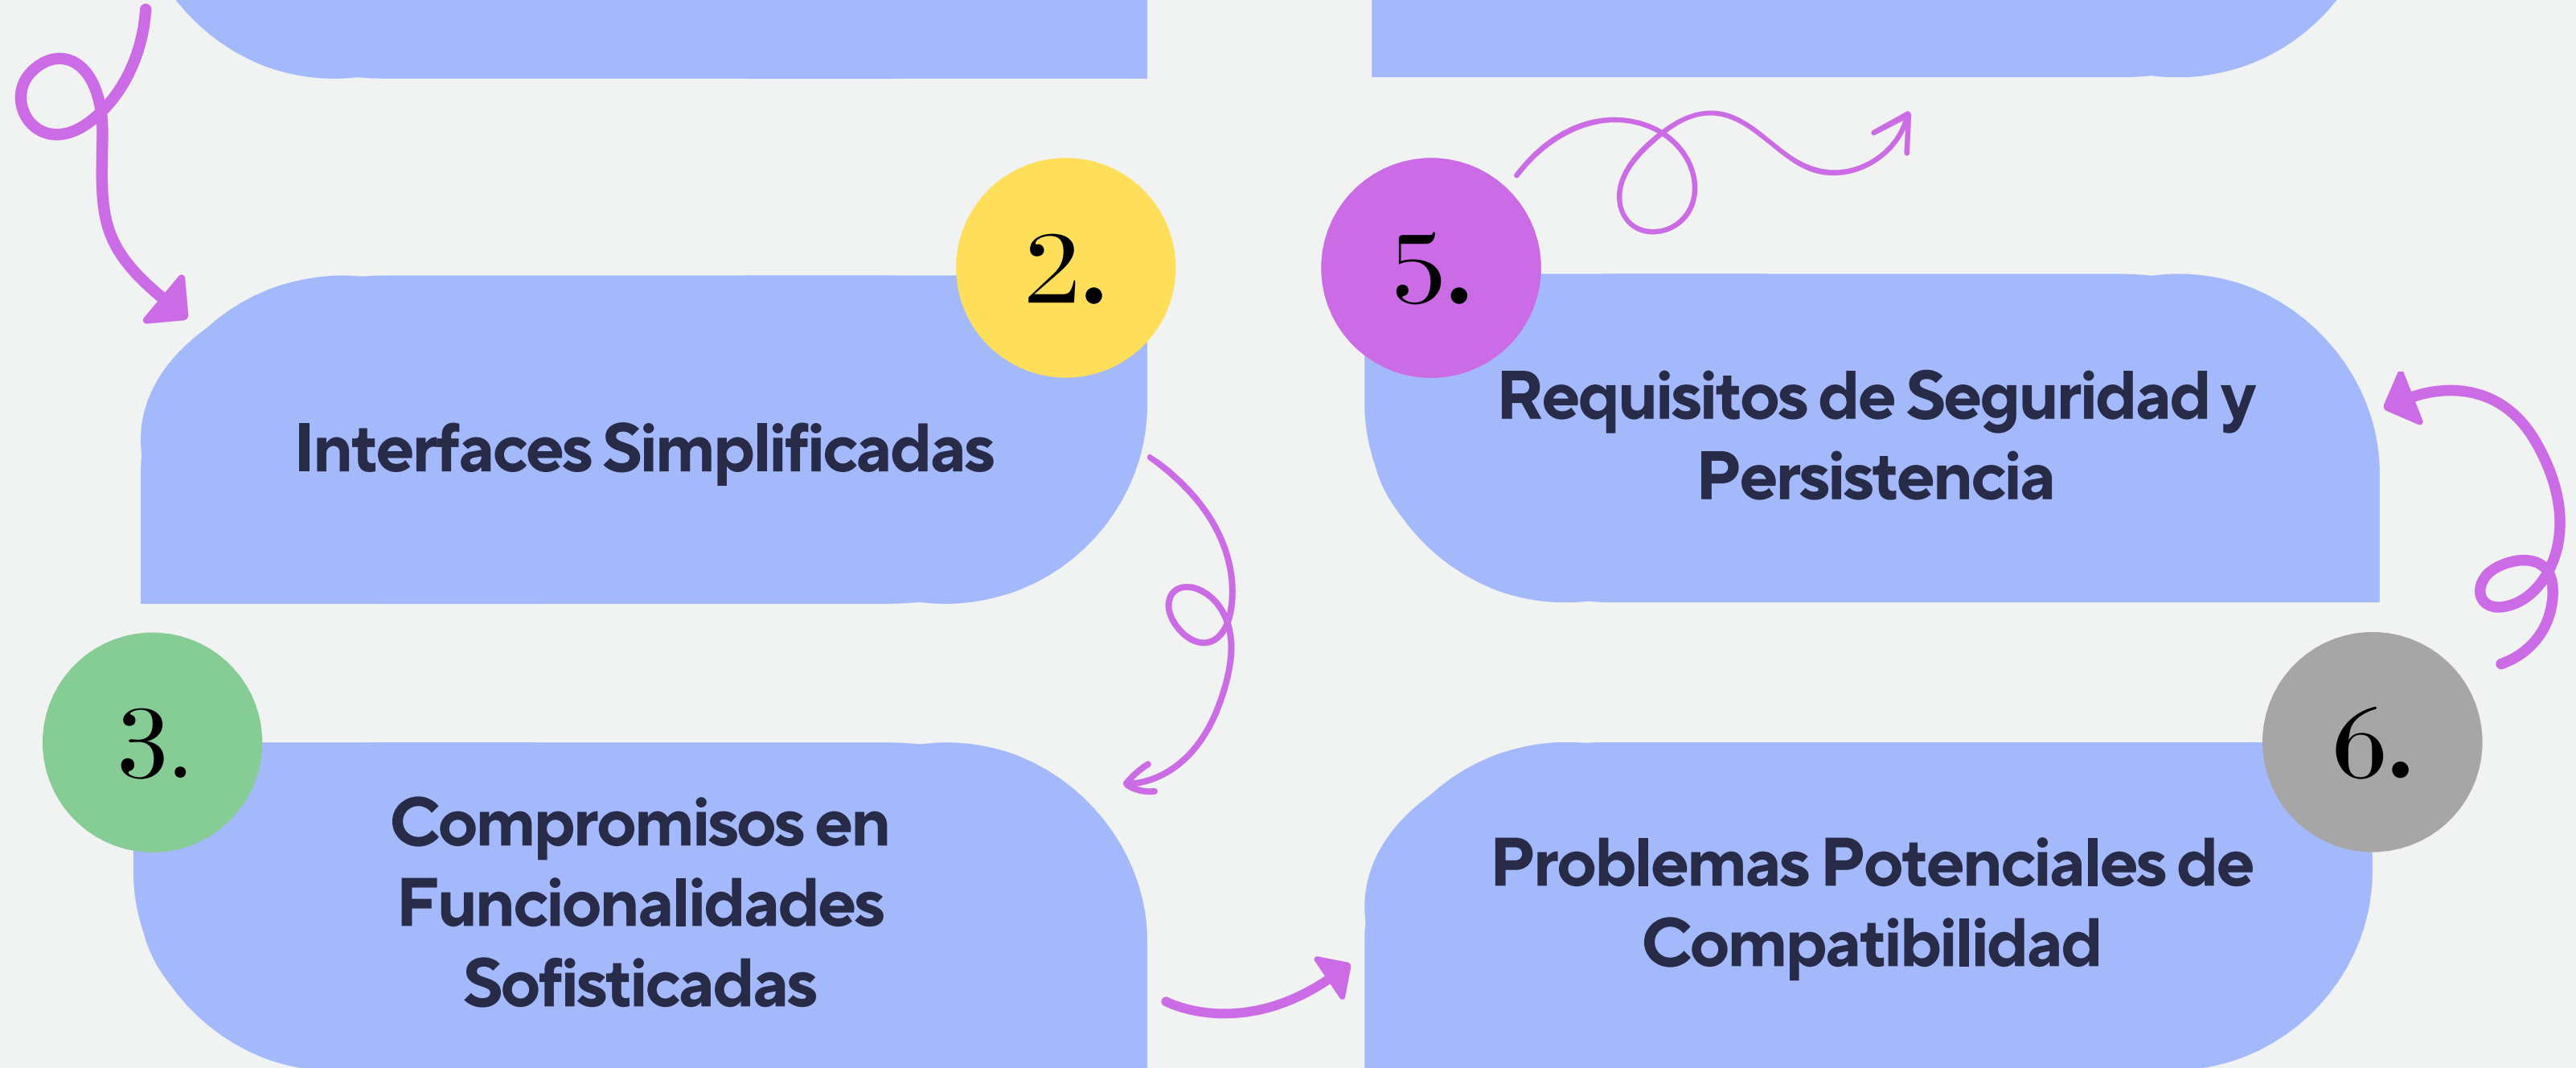 2.
Interfaces Simplificadas
3.
Compromisos en
Funcionalidades
Sofisticadas
5.
Requisitos de Seguridad y
Persistencia
6.
Problemas Potenciales de
Compatibilidad